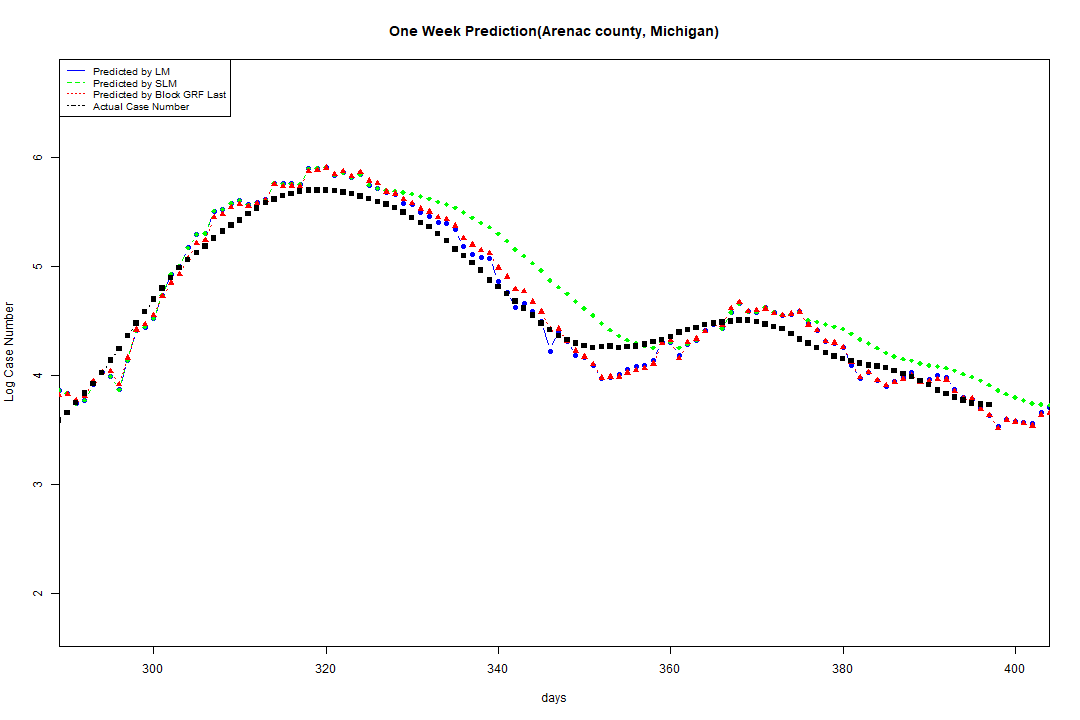 One Week Prediction(Arenac county, Michigan)
Predicted by LM
Predicted by SLM
Predicted by Block GRF Last
Actual Case Number
Log Case Number
6
5
4
3
2
300 320 340 360 380 400
days